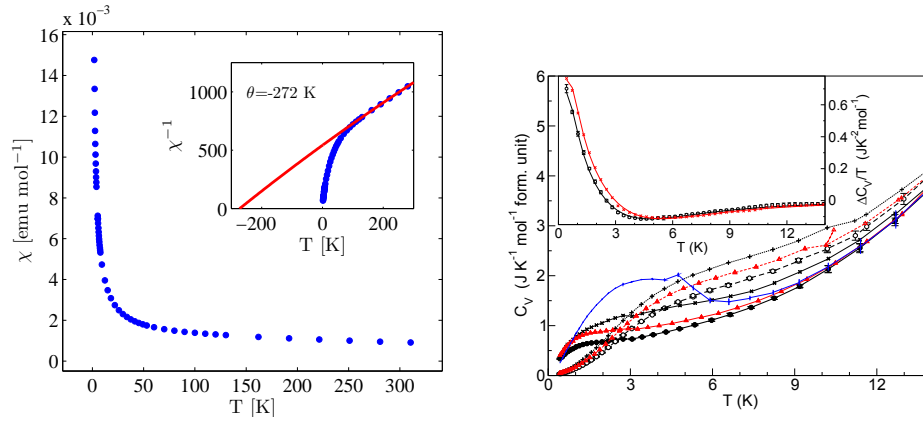 x 10⁻³
16
14
12
10
8
6
4
2
0
χ [emu mol⁻¹]
0 50 100 150 200 250 300
T [K]
θ=-272 K
1000
500
0
χ⁻¹
-200 0 200
T [K]
6
5
4
3
2
1
0
C_V (J K⁻¹ mol⁻¹ form. unit)
0 3 6 9 12
T (K)
0 3 6 9 12
T (K)
0.6
0.4
0.2
0
ΔC_V/T (JK⁻²mol⁻¹)